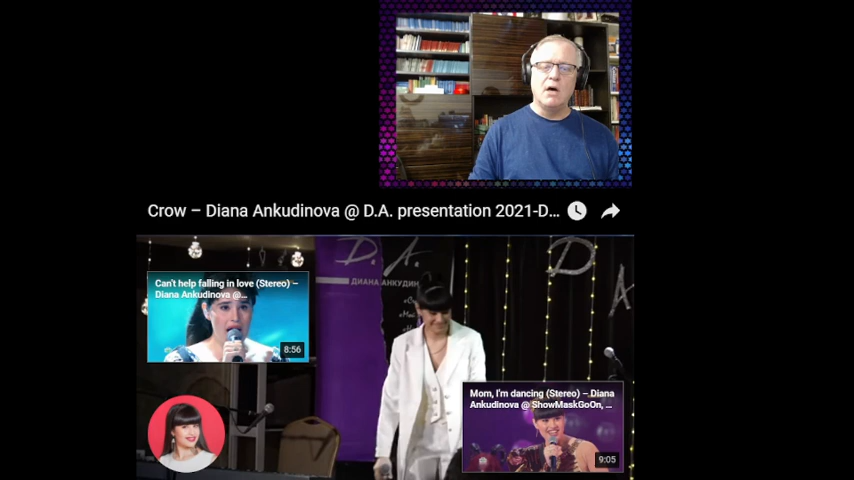 Crow – Diana Ankudinova @ D.A. presentation 2021-D...
D. A.
ДИАНА АНКУДИН
D
A
Can't help falling in love (Stereo) –
Diana Ankudinova @...
8:56
Mom, I'm dancing (Stereo) – Diana
Ankudinova @ ShowMaskGoOn, ...
9:05